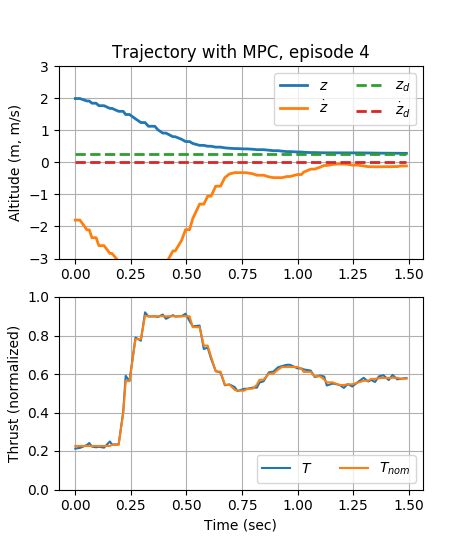 Trajectory with MPC, episode 4
Altitude (m, m/s)
3
2
1
0
−1
−2
−3
z
ż
z_d
ż_d
0.00 0.25 0.50 0.75 1.00 1.25 1.50
Thrust (normalized)
1.0
0.8
0.6
0.4
0.2
0.0
T
T_nom
0.00 0.25 0.50 0.75 1.00 1.25 1.50
Time (sec)